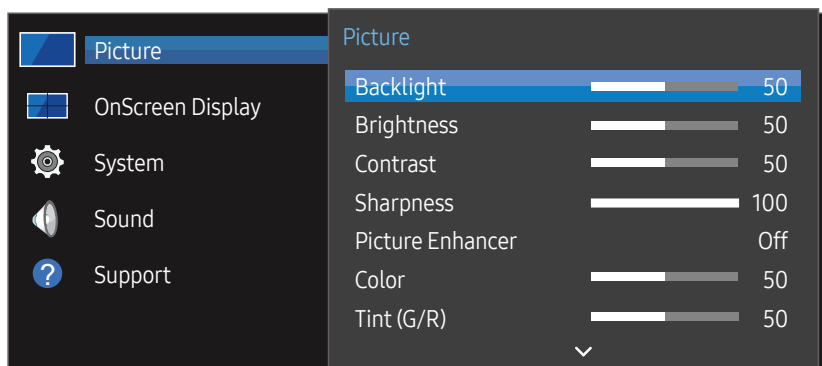 Picture
OnScreen Display
System
Sound
? Support
Picture
Backlight 50
Brightness 50
Contrast 50
Sharpness 100
Picture Enhancer Off
Color 50
Tint (G/R) 50